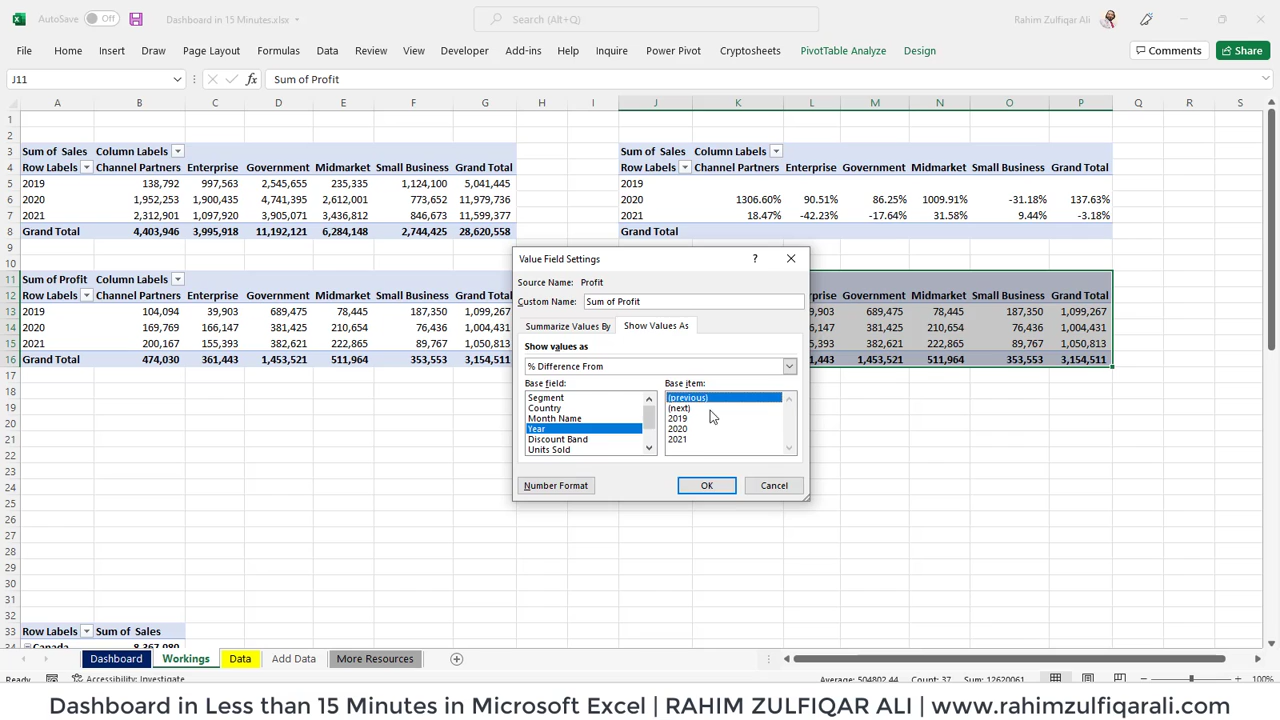 AutoSave Off Dashboard in 15 Minutes.xlsx Search (Alt+Q) Rahim Zulfiqar Ali
File Home Insert Draw Page Layout Formulas Data Review View Developer Add-ins Help Inquire Power Pivot Cryptosheets PivotTable Analyze Design Comments Share
J11 fx Sum of Profit
A B C D E F G H I J K L M N O P Q R S
1
2
3 Sum of Sales Column Labels Sum of Sales Column Labels
4 Row Labels Channel Partners Enterprise Government Midmarket Small Business Grand Total Row Labels Channel Partners Enterprise Government Midmarket Small Business Grand Total
5 2019 138,792 997,563 2,545,655 235,335 1,124,100 5,041,445 2019
6 2020 1,952,253 1,900,435 4,741,395 2,612,001 773,652 11,979,736 2020 1306.60% 90.51% 86.25% 1009.91% -31.18% 137.63%
7 2021 2,312,901 1,097,920 3,905,071 3,436,812 846,673 11,599,377 2021 18.47% -42.23% -17.64% 31.58% 9.44% -3.18%
8 Grand Total 4,403,946 3,995,918 11,192,121 6,284,148 2,744,425 28,620,558 Grand Total
9
10
11 Sum of Profit Column Labels
12 Row Labels Channel Partners Enterprise Government Midmarket Small Business Grand Total Government Midmarket Small Business Grand Total
13 2019 104,094 39,903 689,475 78,445 187,350 1,099,267 9,903 689,475 78,445 187,350 1,099,267
14 2020 169,769 166,147 381,425 210,654 76,436 1,004,431 381,425 210,654 76,436 1,004,431
15 2021 200,167 155,393 382,621 222,865 89,767 1,050,813 382,621 222,865 89,767 1,050,813
16 Grand Total 474,030 361,443 1,453,521 511,964 353,553 3,154,511 1,453,521 511,964 353,553 3,154,511
17
18
19
20
21
22
23
24
25
26
27
28
29
30
31
32
33 Row Labels Sum of Sales
34 Canada 8,367,980
Value Field Settings ?
Source Name: Profit
Custom Name: Sum of Profit
Summarize Values By Show Values As
Show values as
% Difference From
Base field: Base item:
Segment (previous)
Country (next)
Month Name 2019
Year 2020
Discount Band 2021
Units Sold
Number Format OK Cancel
Dashboard Workings Data Add Data More Resources
Ready Accessibility: Investigate Average: 504802.44 Count: 37 Sum: 12620061 100%
Dashboard in Less than 15 Minutes in Microsoft Excel | RAHIM ZULFIQAR ALI | www.rahimzulfiqarali.com